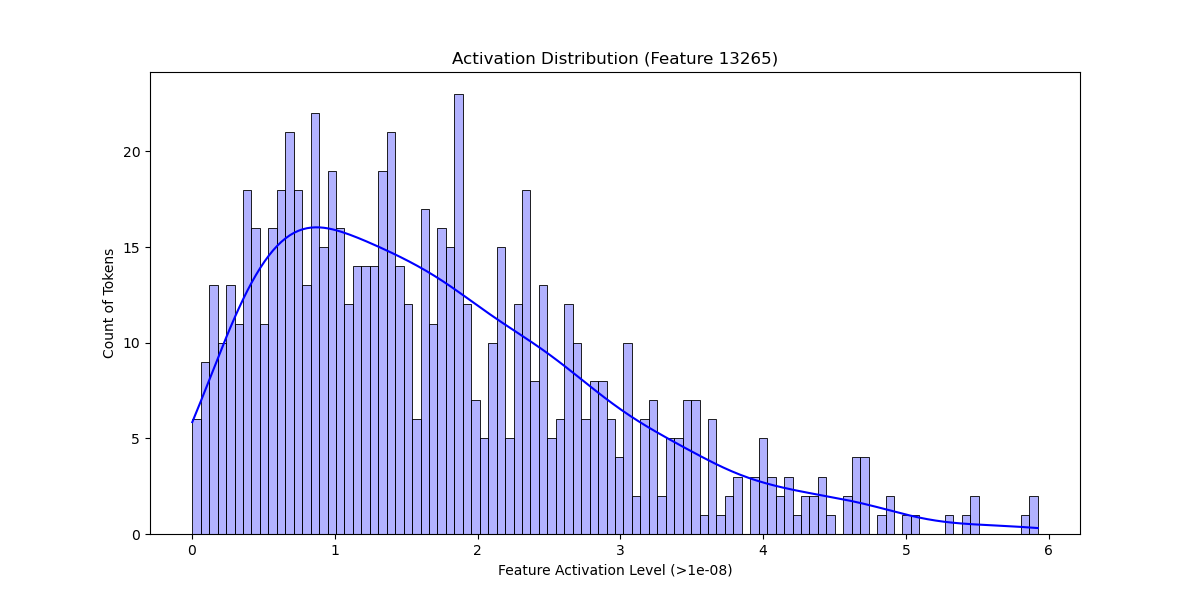 Activation Distribution (Feature 13265)
Count of Tokens
20
15
10
5
0
0 1 2 3 4 5 6
Feature Activation Level (>1e-08)